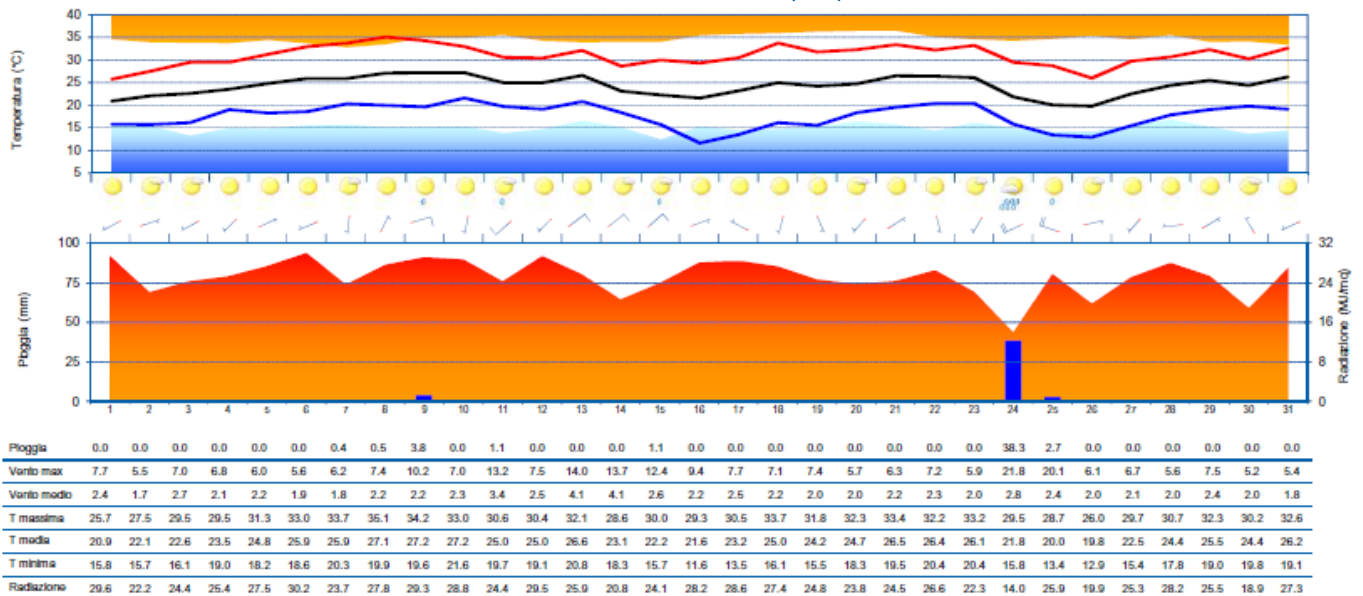 40
35
30
25
20
15
10
5
Temperatura (°C)
100
75
50
25
0
Pioggia (mm)
32
24
16
8
0
Radiazione (MJ/mq)
1 2 3 4 5 6 7 8 9 10 11 12 13 14 15 16 17 18 19 20 21 22 23 24 25 26 27 28 29 30 31
Pioggia 0.0 0.0 0.0 0.0 0.0 0.0 0.4 0.5 3.8 0.0 1.1 0.0 0.0 0.0 1.1 0.0 0.0 0.0 0.0 0.0 0.0 0.0 0.0 38.3 2.7 0.0 0.0 0.0 0.0 0.0 0.0
Vento max 7.7 5.5 7.0 6.8 6.0 5.6 6.2 7.4 10.2 7.0 13.2 7.5 14.0 13.7 12.4 9.4 7.7 7.1 7.4 5.7 6.3 7.2 5.9 21.8 20.1 6.1 6.7 5.6 7.5 5.2 5.4
Vento medio 2.4 1.7 2.7 2.1 2.2 1.9 1.8 2.2 2.2 2.3 3.4 2.5 4.1 4.1 2.6 2.2 2.5 2.2 2.0 2.0 2.2 2.3 2.0 2.8 2.4 2.0 2.1 2.0 2.4 2.0 1.8
T massima 25.7 27.5 29.5 29.5 31.3 33.0 33.7 35.1 34.2 33.0 30.6 30.4 32.1 28.6 30.0 29.3 30.5 33.7 31.8 32.3 33.4 32.2 33.2 29.5 28.7 26.0 29.7 30.7 32.3 30.2 32.6
T media 20.9 22.1 22.6 23.5 24.8 25.9 25.9 27.1 27.2 27.2 25.0 25.0 26.6 23.1 22.2 21.6 23.2 25.0 24.2 24.7 26.5 26.4 26.1 21.8 20.0 19.8 22.5 24.4 25.5 24.4 26.2
T minima 15.8 15.7 16.1 19.0 18.2 18.6 20.3 19.9 19.6 21.6 19.7 19.1 20.8 18.3 15.7 11.6 13.5 16.1 15.5 18.3 19.5 20.4 20.4 15.8 13.4 12.9 15.4 17.8 19.0 19.8 19.1
Radiazione 29.6 22.2 24.4 25.4 27.5 30.2 23.7 27.8 29.3 28.8 24.4 29.5 25.9 20.8 24.1 28.2 28.6 27.4 24.8 23.8 24.5 26.6 22.3 14.0 25.9 19.9 25.3 28.2 25.5 18.9 27.3